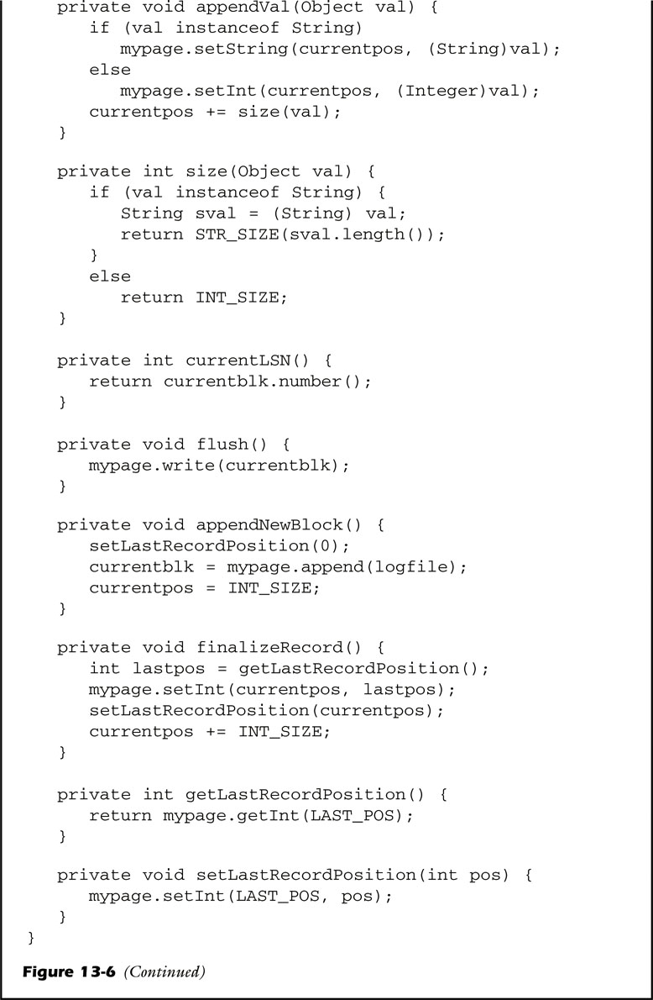 private void appendVal(Object val) {
if (val instanceof String)
mypage.setString(currentpos, (String)val);
else
mypage.setInt(currentpos, (Integer)val);
currentpos += size(val);
}
private int size(Object val) {
if (val instanceof String) {
String sval = (String) val;
return STR_SIZE(sval.length());
}
else
return INT_SIZE;
}
private int currentLSN() {
return currentblk.number();
}
private void flush() {
mypage.write(currentblk);
}
private void appendNewBlock() {
setLastRecordPosition(0);
currentblk = mypage.append(logfile);
currentpos = INT_SIZE;
}
private void finalizeRecord() {
int lastpos = getLastRecordPosition();
mypage.setInt(currentpos, lastpos);
setLastRecordPosition(currentpos);
currentpos += INT_SIZE;
}
private int getLastRecordPosition() {
return mypage.getInt(LAST_POS);
}
private void setLastRecordPosition(int pos) {
mypage.setInt(LAST_POS, pos);
}
}
Figure 13-6 (Continued)